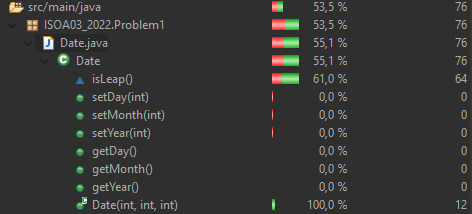 src/main/java 53,5 % 76
ISOA03_2022.Problem1 53,5 % 76
J Date.java 55,1 % 76
C Date 55,1 % 76
isLeap() 61,0 % 64
setDay(int) 0,0 % 0
setMonth(int) 0,0 % 0
setYear(int) 0,0 % 0
getDay() 0,0 % 0
getMonth() 0,0 % 0
getYear() 0,0 % 0
Date(int, int, int) 100,0 % 12